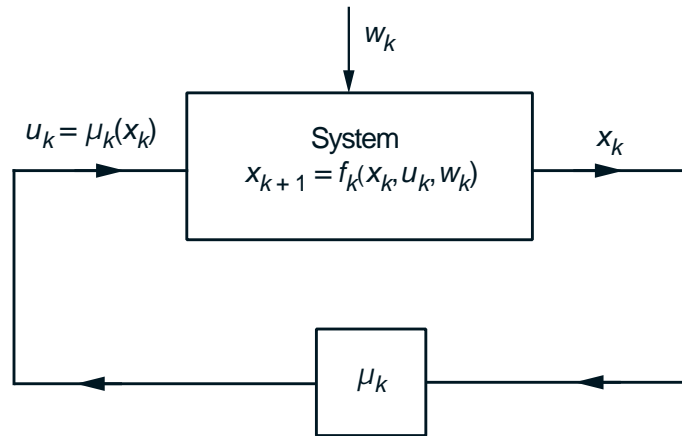 w_k
u_k = μ_k(x_k)
System
x_k
x_{k+1} = f_k(x_k, u_k, w_k)
μ_k